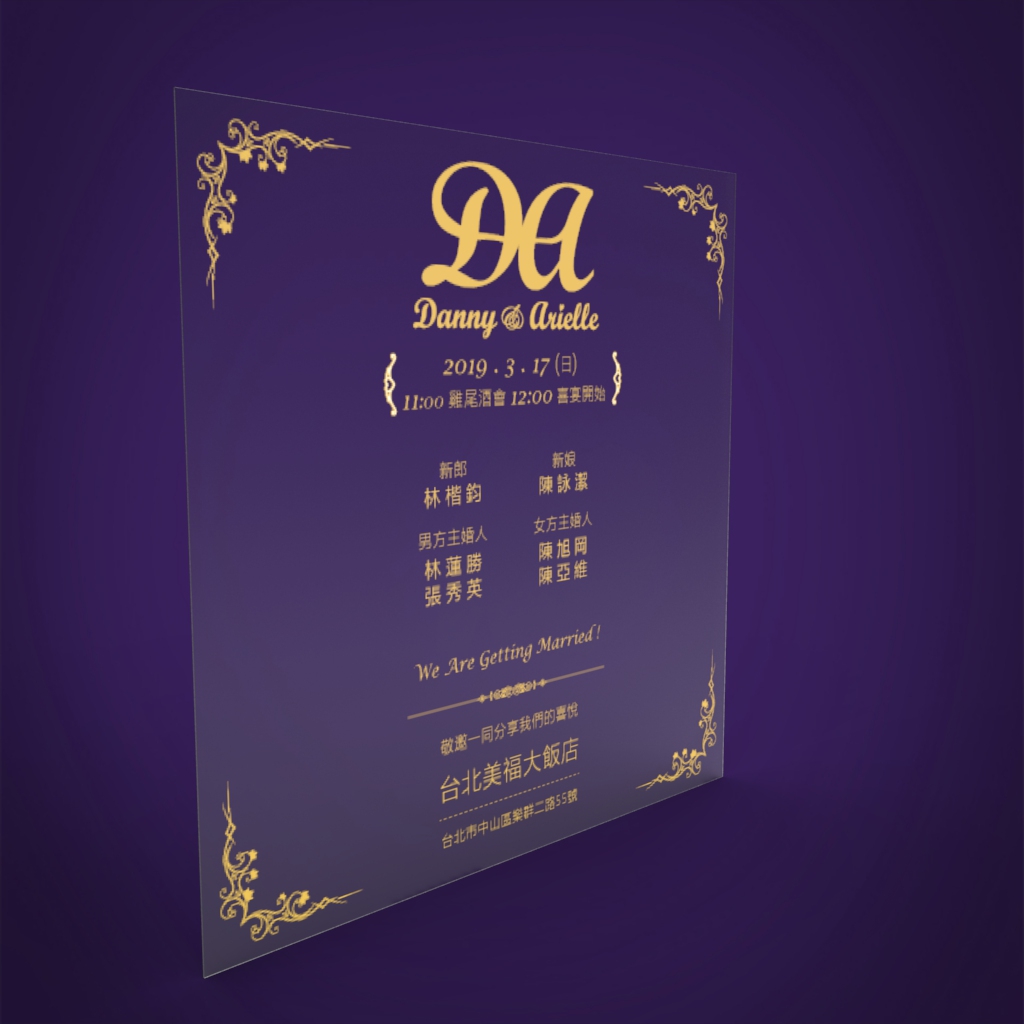 DA
Danny & Arielle
2019 . 3 . 17 (日)
11:00 雞尾酒會 12:00 喜宴開始
新郎 新娘
林楷鈞 陳詠潔
男方主婚人 女方主婚人
林蓮勝 陳旭岡
張秀英 陳亞維
We Are Getting Married !
敬邀一同分享我們的喜悅
台北美福大飯店
台北市中山區樂群二路55號